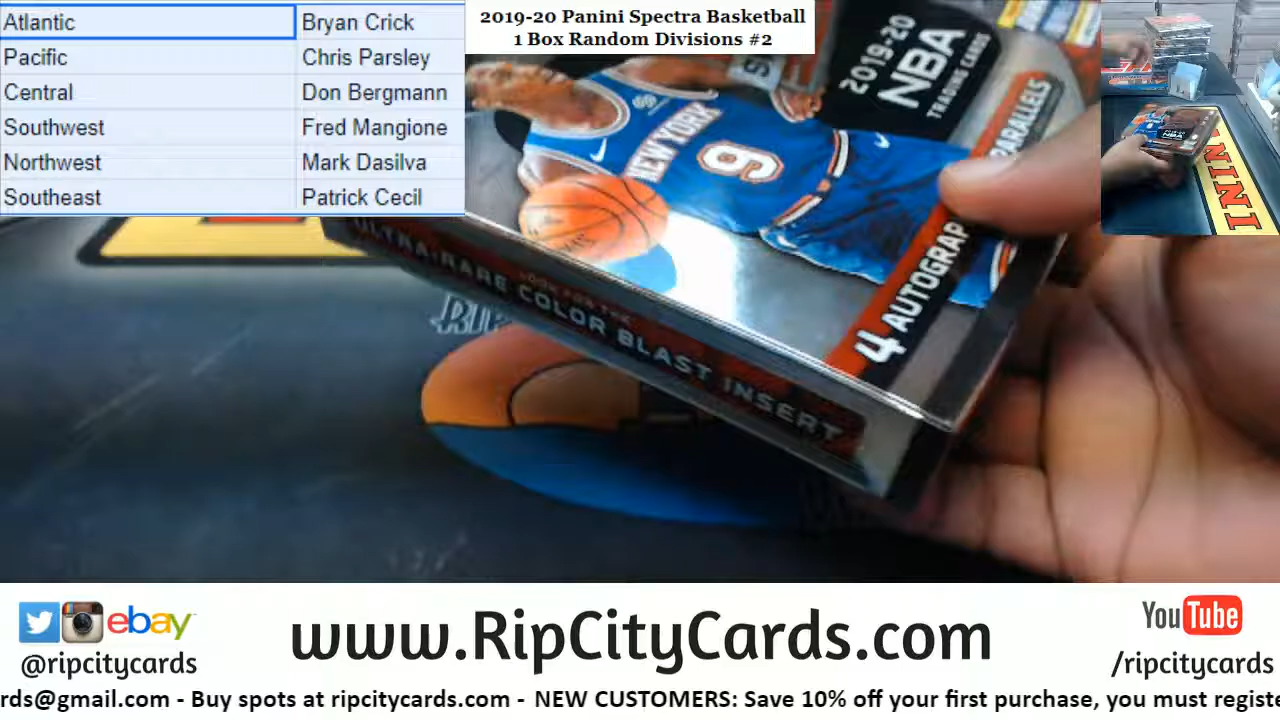 Atlantic Bryan Crick
Pacific Chris Parsley
Central Don Bergmann
Southwest Fred Mangione
Northwest Mark Dasilva
Southeast Patrick Cecil
2019-20 Panini Spectra Basketball
1 Box Random Divisions #2
2019-20
NBA
TRADING CARDS
PARALLELS
NEW YORK
9
4 AUTOGRAP
ULTRA-RARE COLOR BLAST INSERT
RIP
NINI
ebay
@ripcitycards
www.RipCityCards.com
YouTube
/ripcitycards
rds@gmail.com - Buy spots at ripcitycards.com - NEW CUSTOMERS: Save 10% off your first purchase, you must registe